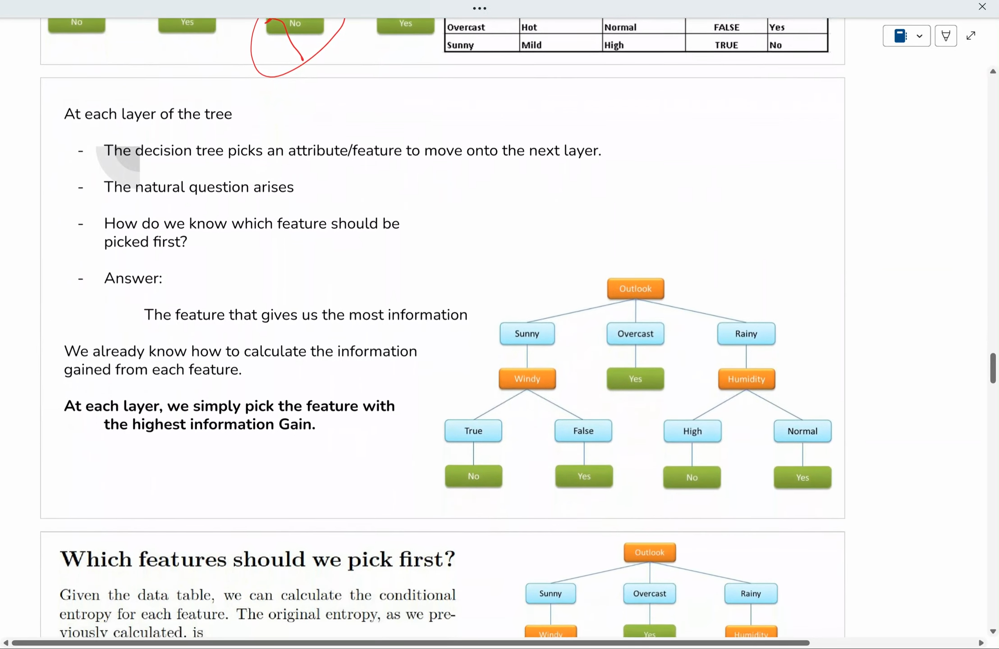 No Yes No Yes
Overcast Hot Normal FALSE Yes
Sunny Mild High TRUE No
At each layer of the tree
- The decision tree picks an attribute/feature to move onto the next layer.
- The natural question arises
- How do we know which feature should be
picked first?
- Answer:
The feature that gives us the most information
We already know how to calculate the information
gained from each feature.
At each layer, we simply pick the feature with
the highest information Gain.
Outlook
Sunny Overcast Rainy
Windy Yes Humidity
True False High Normal
No Yes No Yes
Which features should we pick first?
Given the data table, we can calculate the conditional
entropy for each feature. The original entropy, as we pre-
viously calculated, is
Outlook
Sunny Overcast Rainy
Windy Yes Humidity